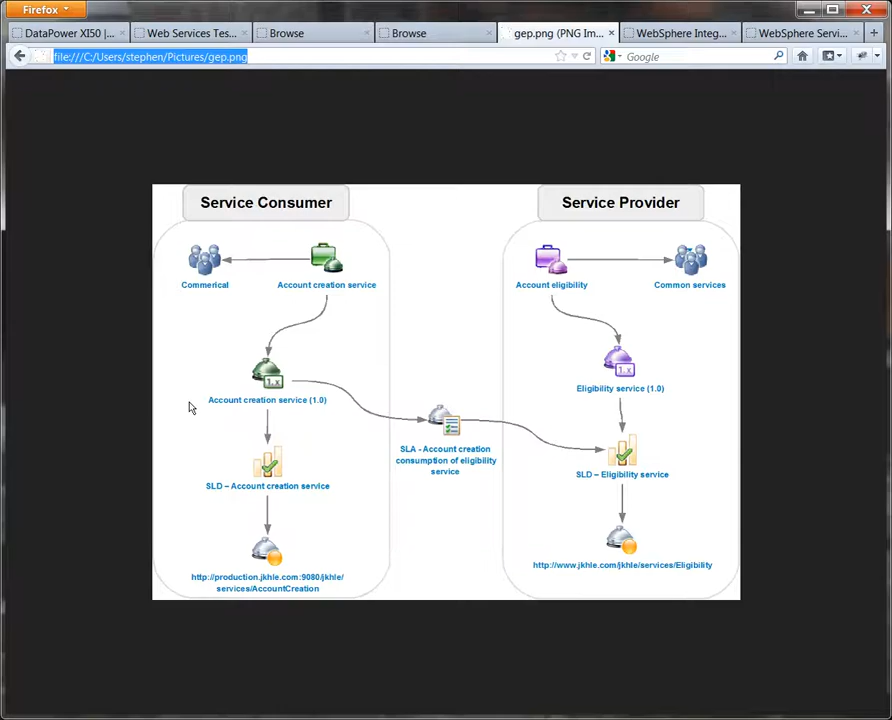 Firefox
DataPower XI50 |...
Web Services Tes...
Browse
Browse
gep.png (PNG Im...
WebSphere Integ...
WebSphere Servi...
file:///C:/Users/stephen/Pictures/gep.png
Google
Service Consumer
Service Provider
Commerical
Account creation service
Account eligibility
Common services
1.x
Account creation service (1.0)
1.x
Eligibility service (1.0)
SLA - Account creation
consumption of eligibility
service
SLD – Account creation service
SLD – Eligibility service
http://production.jkhle.com:9080/jkhle/
services/AccountCreation
http://www.jkhle.com/jkhle/services/Eligibility